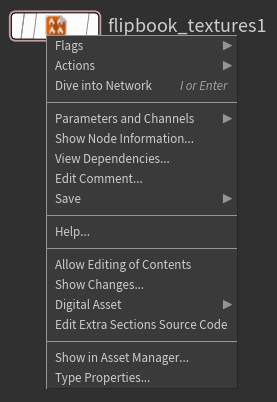 flipbook_textures1
Flags
Actions
Dive into Network I or Enter
Parameters and Channels
Show Node Information...
View Dependencies...
Edit Comment...
Save
Help...
Allow Editing of Contents
Show Changes...
Digital Asset
Edit Extra Sections Source Code
Show in Asset Manager...
Type Properties...